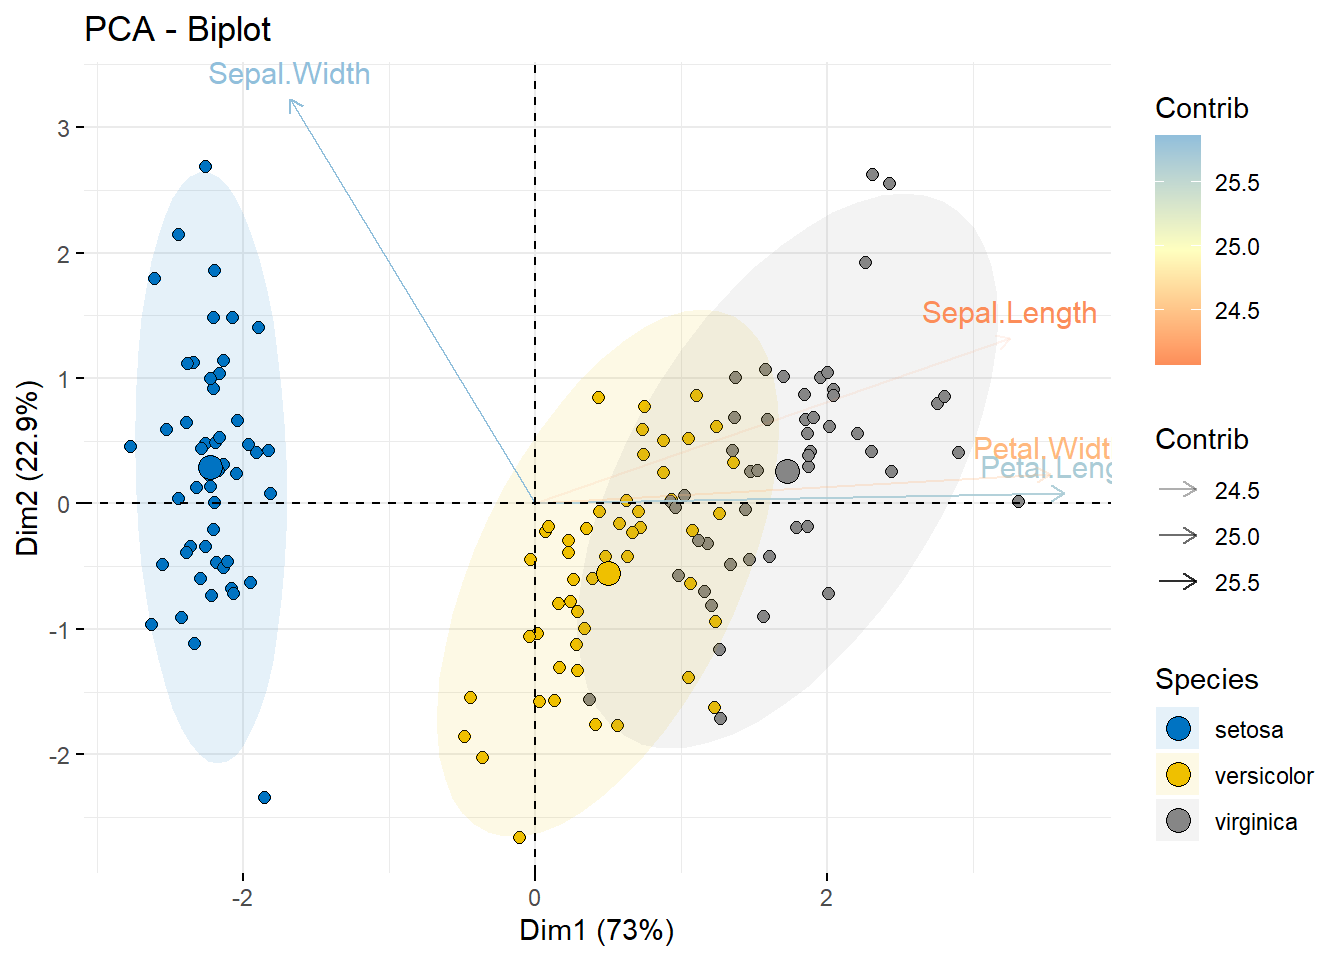 PCA - Biplot
Sepal.Width
Sepal.Length
Petal.Widt
Petal.Leng
3
2
1
0
-1
-2
-2
0
2
Dim1 (73%)
Dim2 (22.9%)
Contrib
25.5
25.0
24.5
Contrib
24.5
25.0
25.5
Species
setosa
versicolor
virginica